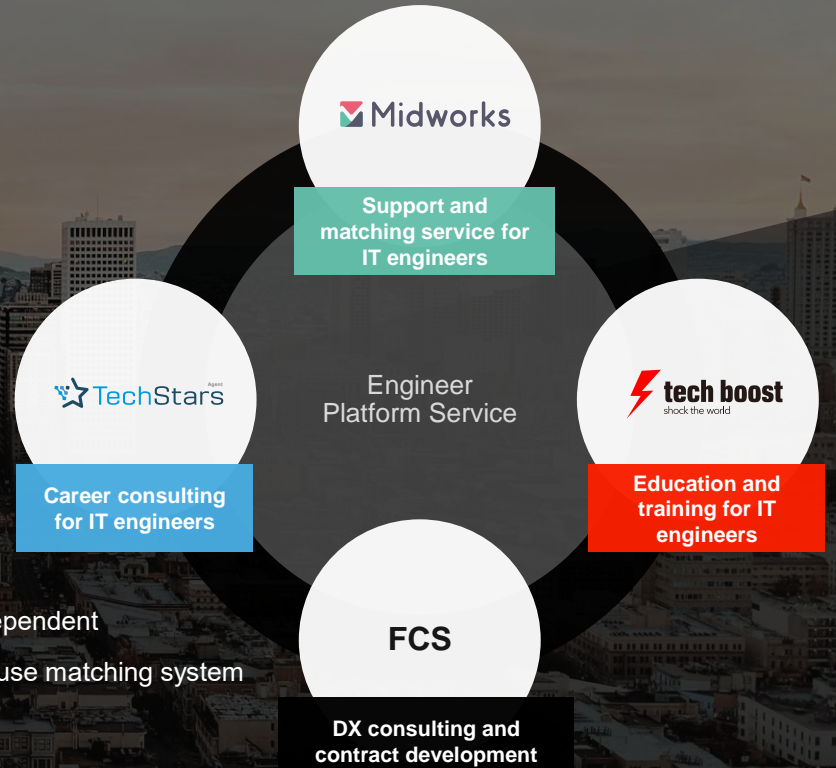 Midworks
Support and
matching service for
IT engineers
Agent
TechStars
Career consulting
for IT engineers
Engineer
Platform Service
tech boost
shock the world
Education and
training for IT
engineers
ependent
use matching system
FCS
DX consulting and
contract development